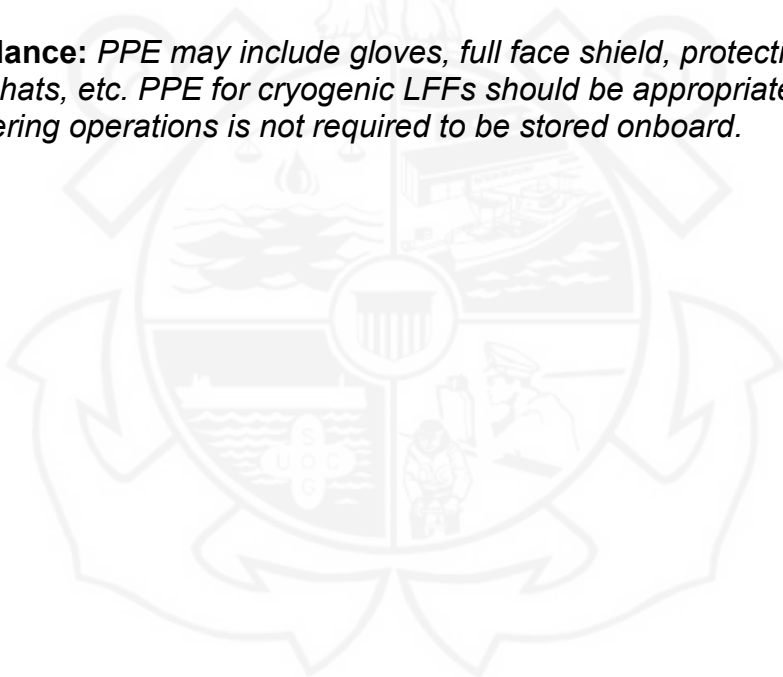 dance: PPE may include gloves, full face shield, protecti
hats, etc. PPE for cryogenic LFFs should be appropriate
ering operations is not required to be stored onboard.
S
U O C
G